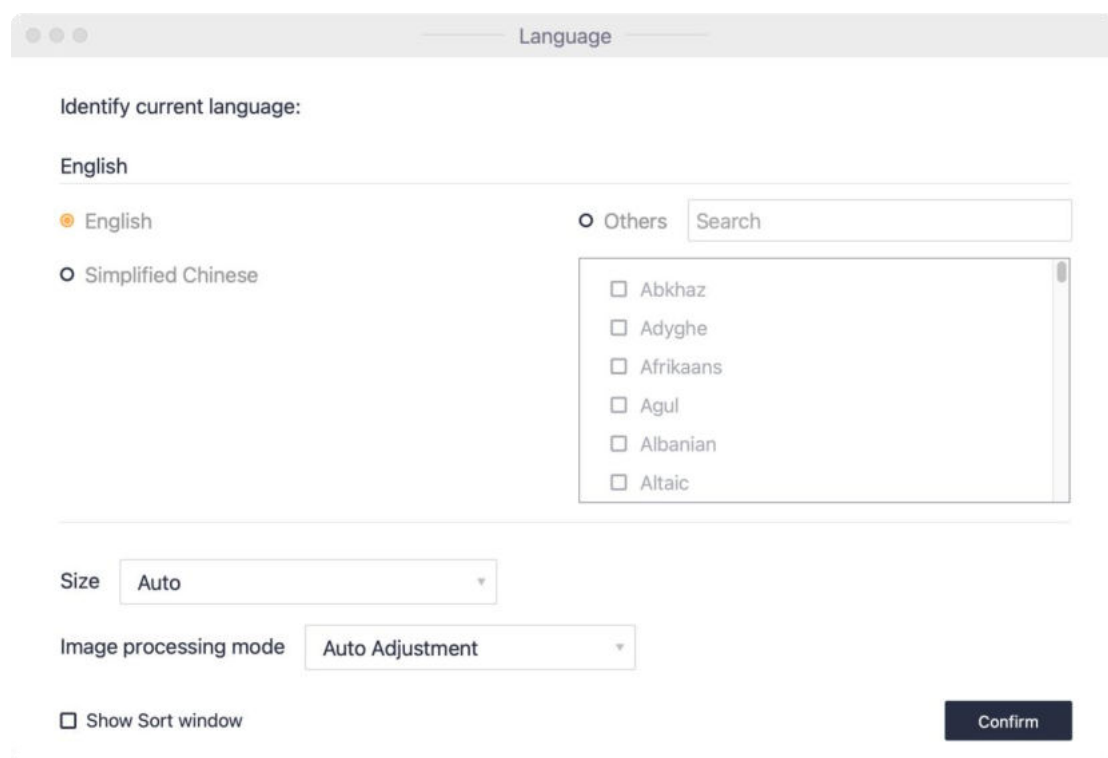 Language
Identify current language:
English
English
Others Search
Simplified Chinese
Abkhaz
Adyghe
Afrikaans
Agul
Albanian
Altaic
Size Auto
Image processing mode Auto Adjustment
Show Sort window
Confirm